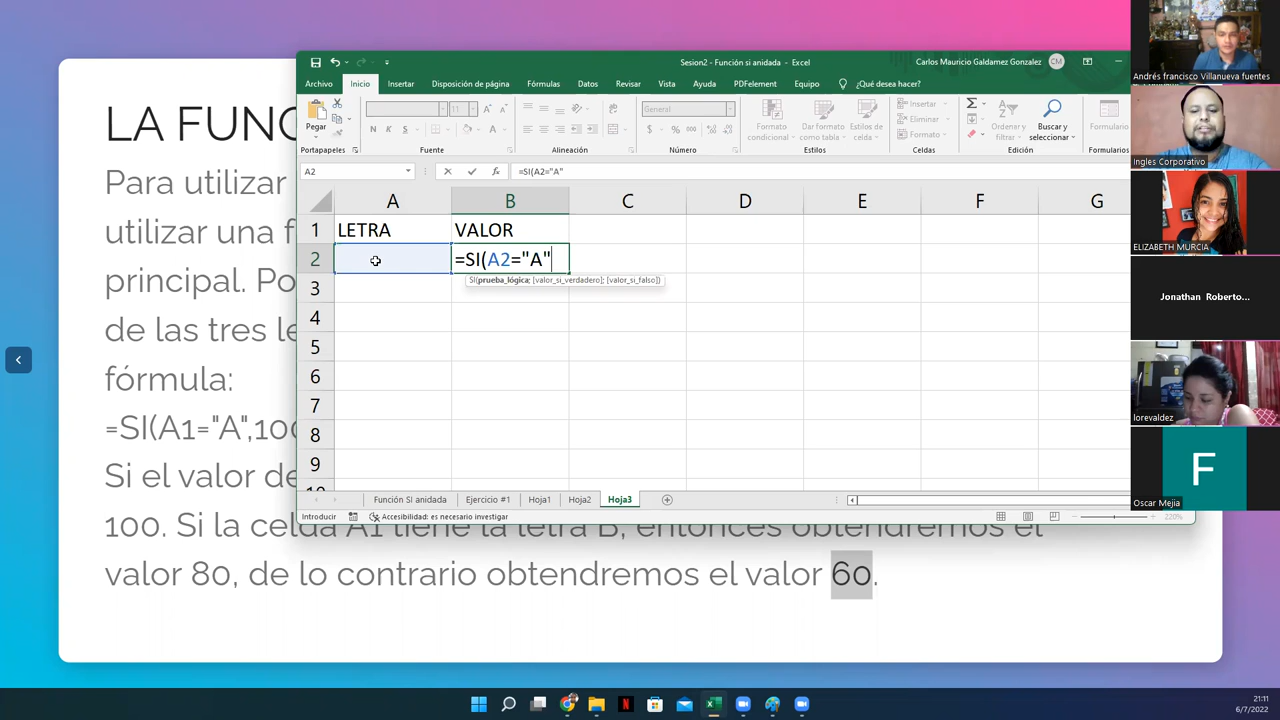 Sesion2 - Función si anidada - Excel
Carlos Mauricio Galdamez Gonzalez
CM
Archivo Inicio Insertar Disposición de página Fórmulas Datos Revisar Vista Ayuda PDFelement Equipo ¿Qué desea hacer?
Pegar
General
Formato condicional
Dar formato como tabla
Estilos de celda
Insertar
Eliminar
Formato
Ordenar y filtrar
Buscar y seleccionar
Formulario
Portapapeles Fuente Alineación Número Estilos Celdas Formularios
A2
=SI(A2="A"
A B C D E F G
1 LETRA VALOR
2 =SI(A2="A"
SI(prueba_lógica; [valor_si_verdadero]; [valor_si_falso])
3
4
5
6
7
8
9
Función SI anidada Ejercicio #1 Hoja1 Hoja2 Hoja3
Introducir Accesibilidad: es necesario investigar 220%
LA FUNC
Para utilizar
utilizar una f
principal. Po
de las tres le
fórmula:
=SI(A1="A",100
Si el valor de
100. Si la celda A1 tiene la letra B, entonces obtendremos el
valor 80, de lo contrario obtendremos el valor 60.
Andrés francisco Villanueva fuentes
Ingles Corporativo
ELIZABETH MURCIA
Jonathan Roberto...
lorevaldez
F
Oscar Mejia
21:11
6/7/2022